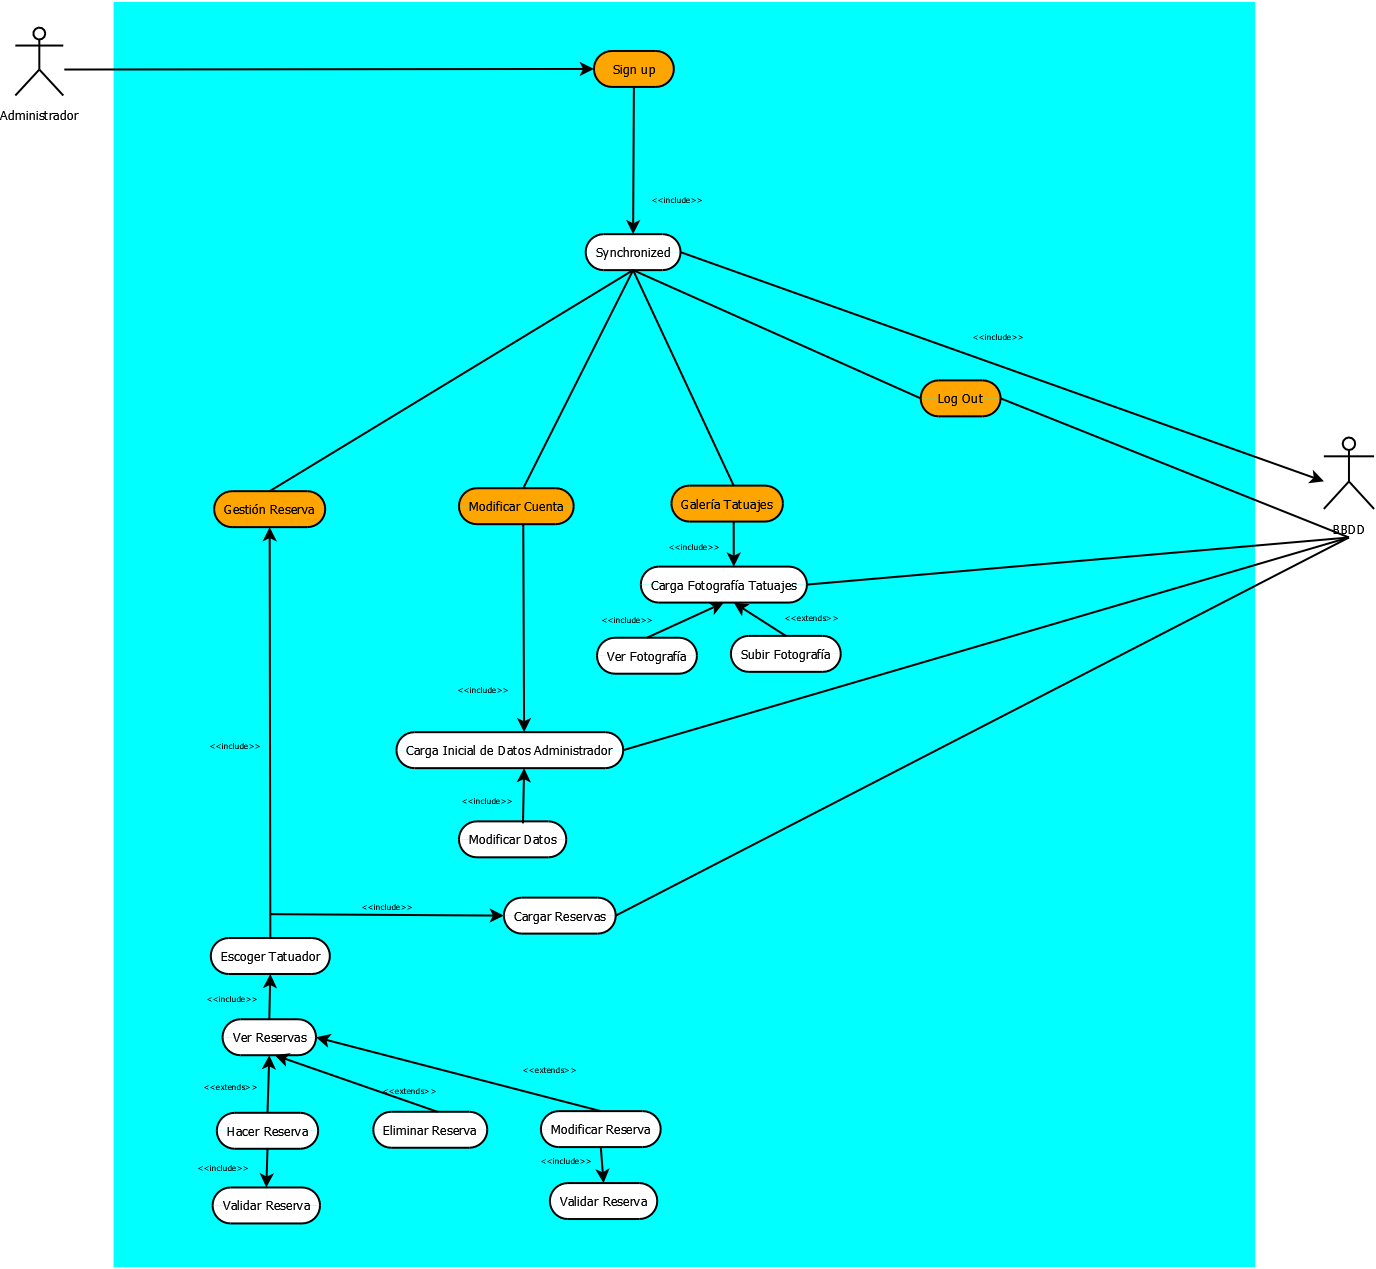 Administrador
Sign up
<<include>>
Synchronized
<<include>>
Log Out
Gestión Reserva
Modificar Cuenta
Galería Tatuajes
BBDD
<<include>>
Carga Fotografía Tatuajes
<<include>>
<<extends>>
Ver Fotografía
Subir Fotografía
<<include>>
<<include>>
Carga Inicial de Datos Administrador
<<include>>
Modificar Datos
<<include>>
Cargar Reservas
Escoger Tatuador
<<include>>
Ver Reservas
<<extends>>
<<extends>>
<<extends>>
Hacer Reserva
Eliminar Reserva
Modificar Reserva
<<include>>
<<include>>
Validar Reserva
Validar Reserva